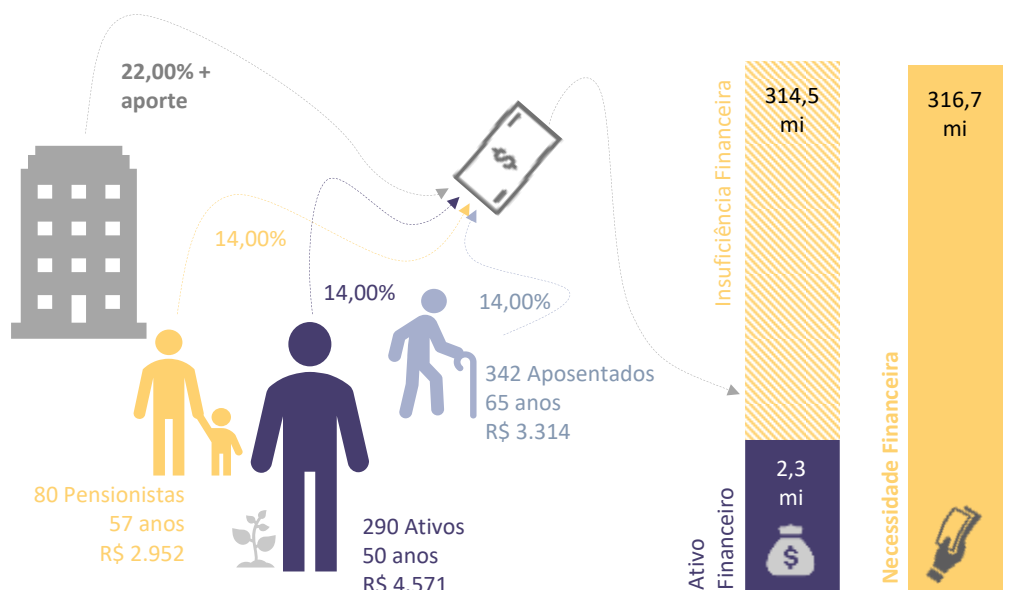 22,00% +
aporte
14,00%
14,00%
14,00%
342 Aposentados
65 anos
R$ 3.314
80 Pensionistas
57 anos
R$ 2.952
290 Ativos
50 anos
R$ 4.571
Insuficiência Financeira
314,5
mi
Ativo
Financeiro
2,3
mi
$
Necessidade Financeira
316,7
mi
$